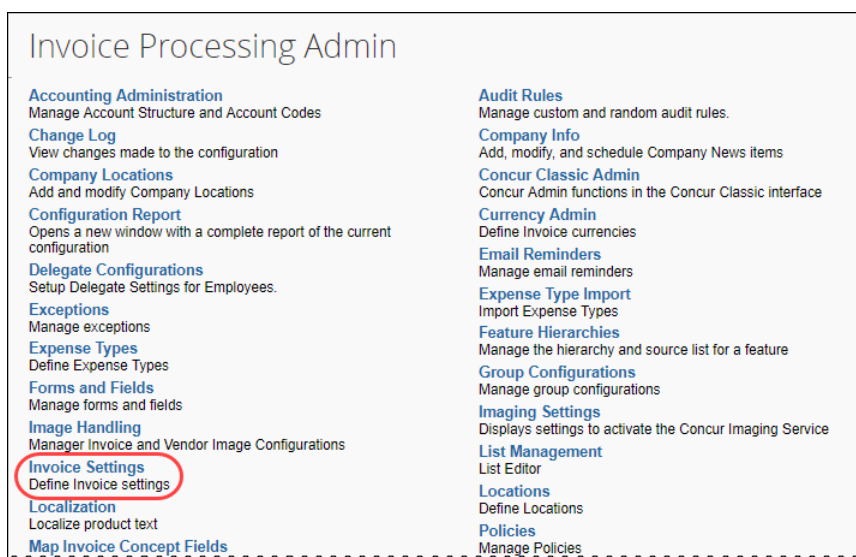 Invoice Processing Admin
Accounting Administration
Manage Account Structure and Account Codes
Change Log
View changes made to the configuration
Company Locations
Add and modify Company Locations
Configuration Report
Opens a new window with a complete report of the current
configuration
Delegate Configurations
Setup Delegate Settings for Employees.
Exceptions
Manage exceptions
Expense Types
Define Expense Types
Forms and Fields
Manage forms and fields
Image Handling
Manager Invoice and Vendor Image Configurations
Invoice Settings
Define Invoice settings
Localization
Localize product text
Map Invoice Concept Fields
Audit Rules
Manage custom and random audit rules.
Company Info
Add, modify, and schedule Company News items
Concur Classic Admin
Concur Admin functions in the Concur Classic interface
Currency Admin
Define Invoice currencies
Email Reminders
Manage email reminders
Expense Type Import
Import Expense Types
Feature Hierarchies
Manage the hierarchy and source list for a feature
Group Configurations
Manage group configurations
Imaging Settings
Displays settings to activate the Concur Imaging Service
List Management
List Editor
Locations
Define Locations
Policies
Manage Policies